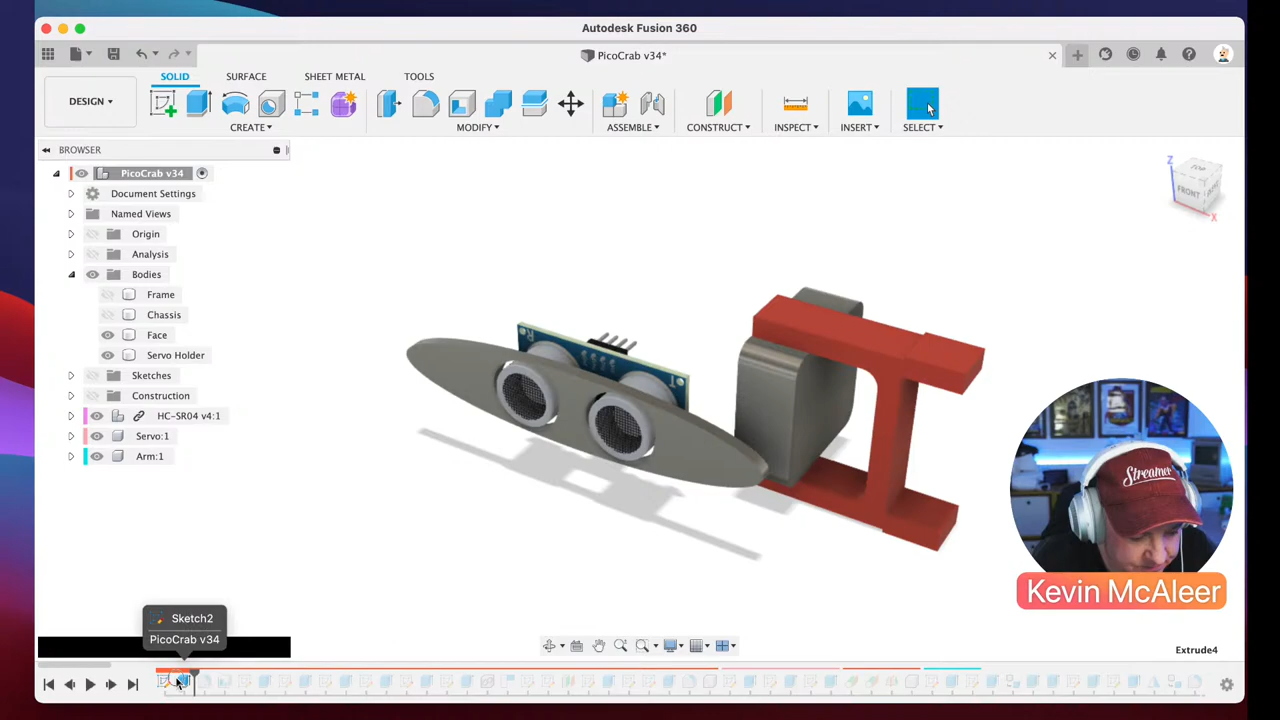 Autodesk Fusion 360
PicoCrab v34*
DESIGN
SOLID
SURFACE
SHEET METAL
TOOLS
CREATE
MODIFY
ASSEMBLE
CONSTRUCT
INSPECT
INSERT
SELECT
BROWSER
PicoCrab v34
Document Settings
Named Views
Origin
Analysis
Bodies
Frame
Chassis
Face
Servo Holder
Sketches
Construction
HC-SR04 v4:1
Servo:1
Arm:1
Z
TOP
FRONT
X
R
T
Streamer
Kevin McAleer
Sketch2
PicoCrab v34
Extrude4